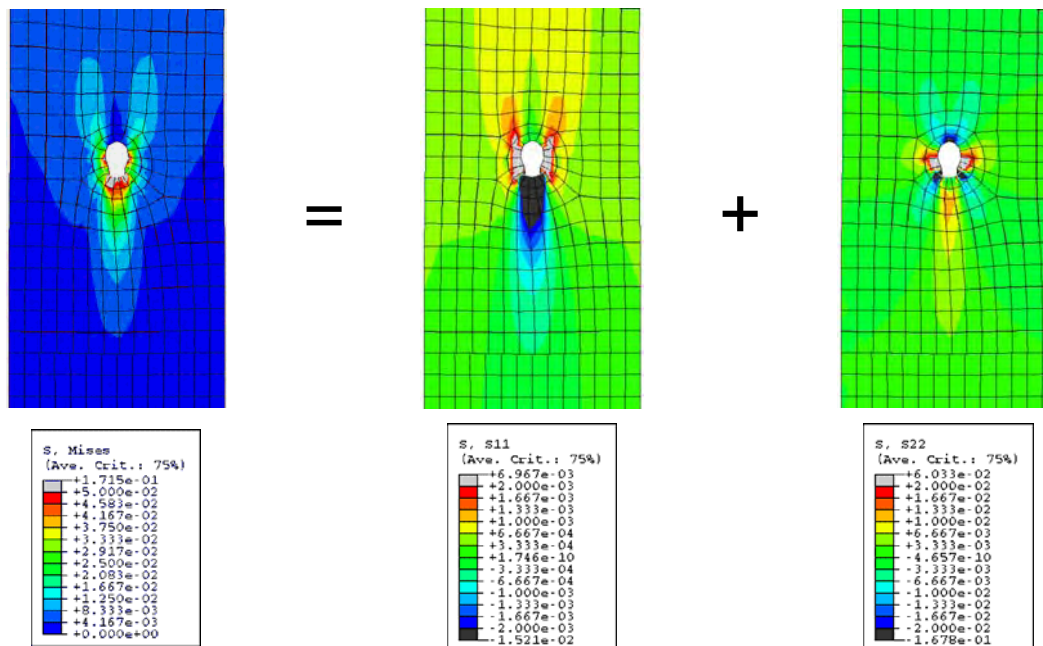 =
+
S, Mises
(Ave. Crit.: 75%)
+1.715e-01
+5.000e-02
+4.583e-02
+4.167e-02
+3.750e-02
+3.333e-02
+2.917e-02
+2.500e-02
+2.083e-02
+1.667e-02
+1.250e-02
+8.333e-03
+4.167e-03
+0.000e+00
S, S11
(Ave. Crit.: 75%)
+6.967e-03
+2.000e-03
+1.667e-03
+1.333e-03
+1.000e-03
+6.667e-04
+3.333e-04
+1.746e-10
-3.333e-04
-6.667e-04
-1.000e-03
-1.333e-03
-1.667e-03
-2.000e-03
-1.521e-02
S, S22
(Ave. Crit.: 75%)
+6.033e-02
+2.000e-02
+1.667e-02
+1.333e-02
+1.000e-02
+6.667e-03
+3.333e-03
-4.657e-10
-3.333e-03
-6.667e-03
-1.000e-02
-1.333e-02
-1.667e-02
-2.000e-02
-1.678e-01